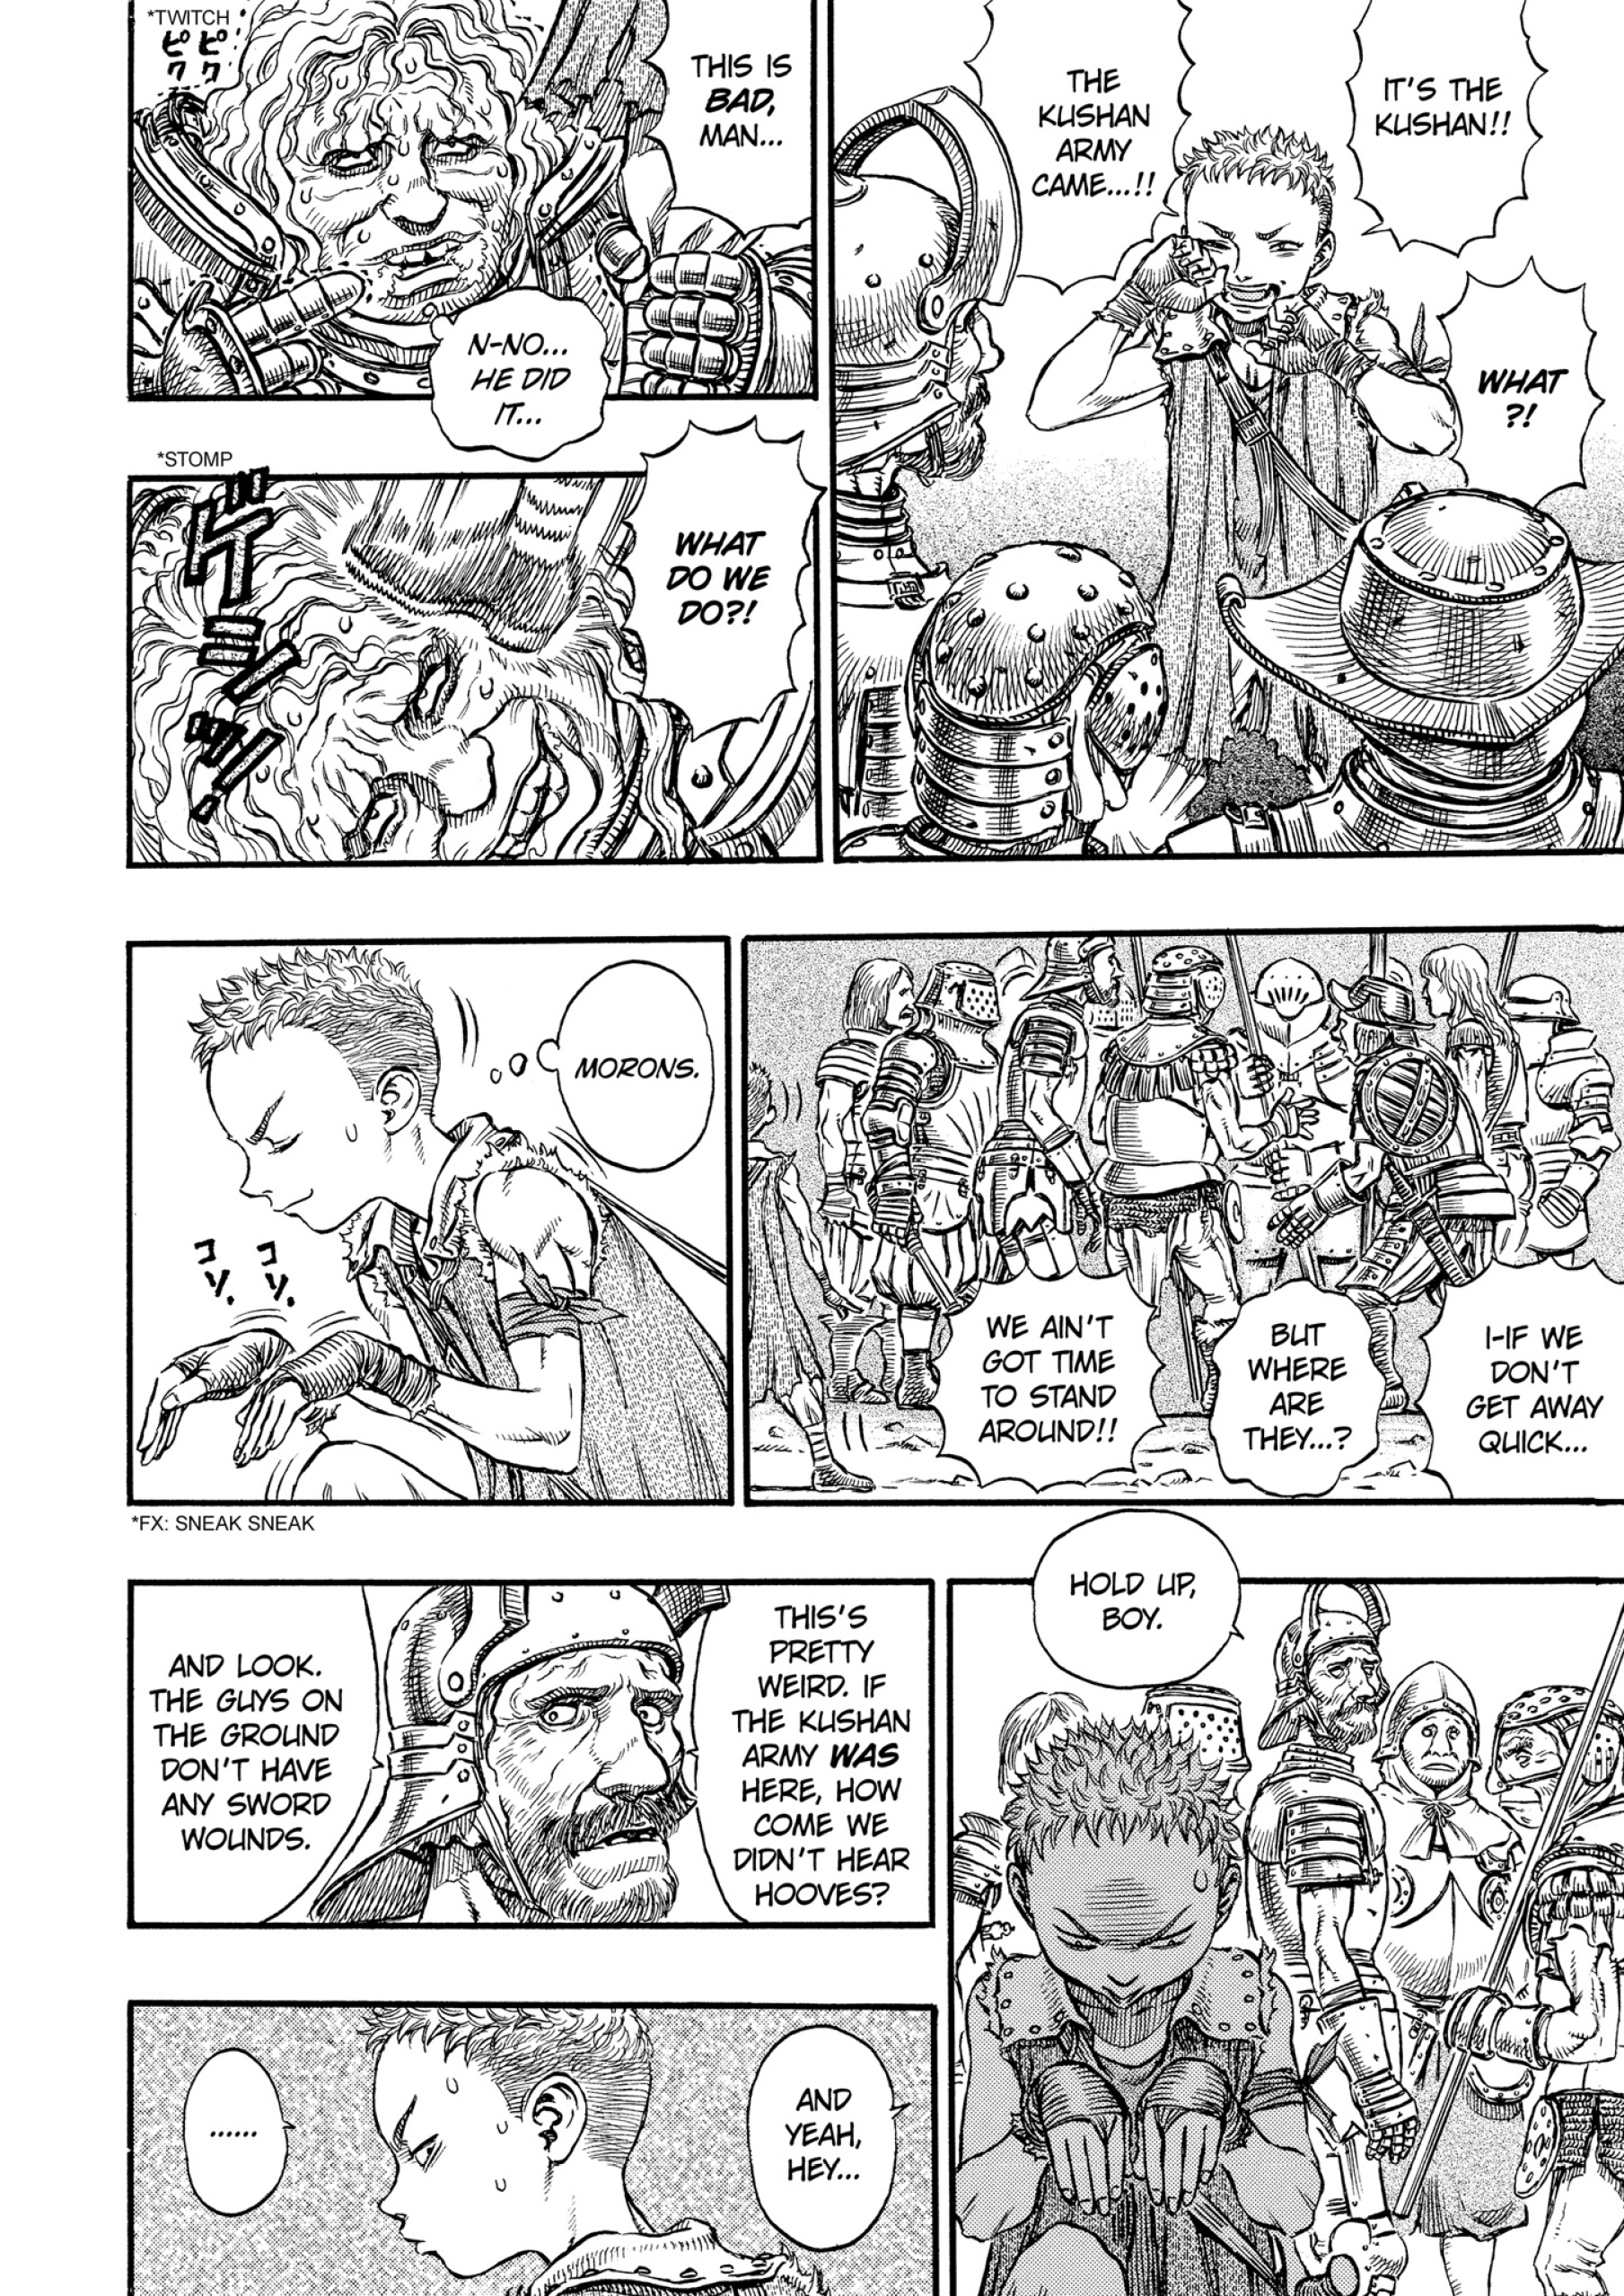 IT'S THE
KUSHAN!!
THE
KUSHAN
ARMY
CAME...!!
WHAT
?!
THIS IS
BAD,
MAN...
*TWITCH
ピク
ピク
N-NO...
HE DID
IT...
WHAT
DO WE
DO?!
*STOMP
ゲシッ!
I-IF WE
DON'T
GET AWAY
QUICK...
BUT
WHERE
ARE
THEY...?
WE AIN'T
GOT TIME
TO STAND
AROUND!!
MORONS.
コソ、
コソ、
*FX: SNEAK SNEAK
HOLD UP,
BOY.
THIS'S
PRETTY
WEIRD. IF
THE KUSHAN
ARMY WAS
HERE, HOW
COME WE
DIDN'T HEAR
HOOVES?
AND LOOK.
THE GUYS ON
THE GROUND
DON'T HAVE
ANY SWORD
WOUNDS.
AND
YEAH,
HEY...
......